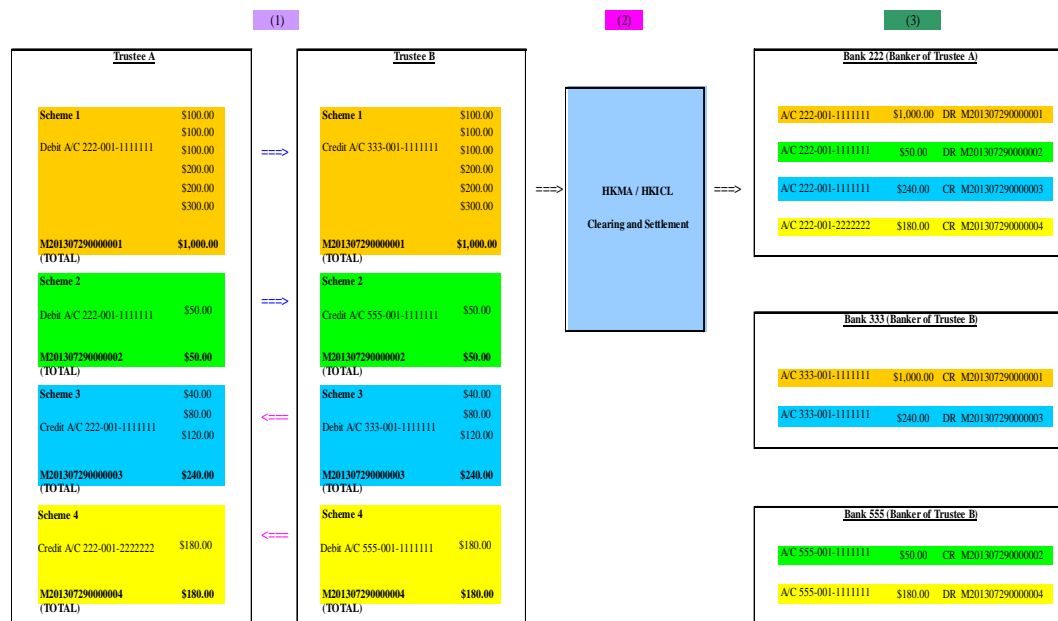 (1)
(2)
(3)
Trustee A
Scheme 1
$100.00
$100.00
Debit A/C 222-001-1111111
$100.00
$200.00
$200.00
$300.00
M201307290000001
$1,000.00
(TOTAL)
Scheme 2
Debit A/C 222-001-1111111
$50.00
M201307290000002
$50.00
(TOTAL)
Scheme 3
$40.00
$80.00
Credit A/C 222-001-1111111
$120.00
M201307290000003
$240.00
(TOTAL)
Scheme 4
Credit A/C 222-001-2222222
$180.00
M201307290000004
$180.00
(TOTAL)
===>
===>
<===
<===
Trustee B
Scheme 1
$100.00
$100.00
Credit A/C 333-001-1111111
$100.00
$200.00
$200.00
$300.00
M201307290000001
$1,000.00
(TOTAL)
Scheme 2
Credit A/C 555-001-1111111
$50.00
M201307290000002
$50.00
(TOTAL)
Scheme 3
$40.00
$80.00
Debit A/C 333-001-1111111
$120.00
M201307290000003
$240.00
(TOTAL)
Scheme 4
Debit A/C 555-001-1111111
$180.00
M201307290000004
$180.00
(TOTAL)
===>
HKMA / HKICL
Clearing and Settlement
===>
Bank 222 (Banker of Trustee A)
A/C 222-001-1111111 $1,000.00 DR M201307290000001
A/C 222-001-1111111 $50.00 DR M201307290000002
A/C 222-001-1111111 $240.00 CR M201307290000003
A/C 222-001-2222222 $180.00 CR M201307290000004
Bank 333 (Banker of Trustee B)
A/C 333-001-1111111 $1,000.00 CR M201307290000001
A/C 333-001-1111111 $240.00 DR M201307290000003
Bank 555 (Banker of Trustee B)
A/C 555-001-1111111 $50.00 CR M201307290000002
A/C 555-001-1111111 $180.00 DR M201307290000004